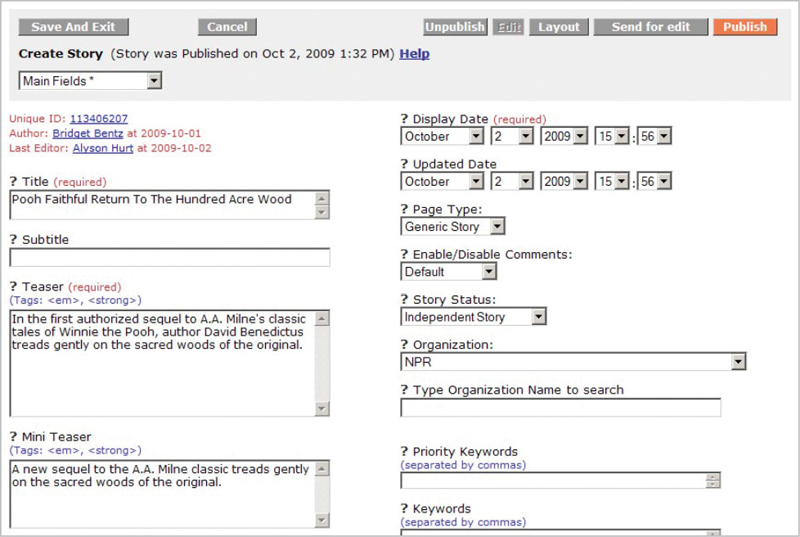 Save And Exit Cancel Unpublish Edit Layout Send for edit Publish
Create Story (Story was Published on Oct 2, 2009 1:32 PM) Help
Main Fields *
Unique ID: 113406207
Author: Bridget Bentz at 2009-10-01
Last Editor: Alyson Hurt at 2009-10-02
? Title (required)
Pooh Faithful Return To The Hundred Acre Wood
? Subtitle
? Teaser (required)
(Tags: <em>, <strong>)
In the first authorized sequel to A.A. Milne's classic
tales of Winnie the Pooh, author David Benedictus
treads gently on the sacred woods of the original.
? Mini Teaser
(Tags: <em>, <strong>)
A new sequel to the A.A. Milne classic treads gently
on the sacred woods of the original.
? Display Date (required)
October 2 2009 15 : 56
? Updated Date
October 2 2009 15 : 56
? Page Type:
Generic Story
? Enable/Disable Comments:
Default
? Story Status:
Independent Story
? Organization:
NPR
? Type Organization Name to search
? Priority Keywords
(separated by commas)
? Keywords
(separated by commas)